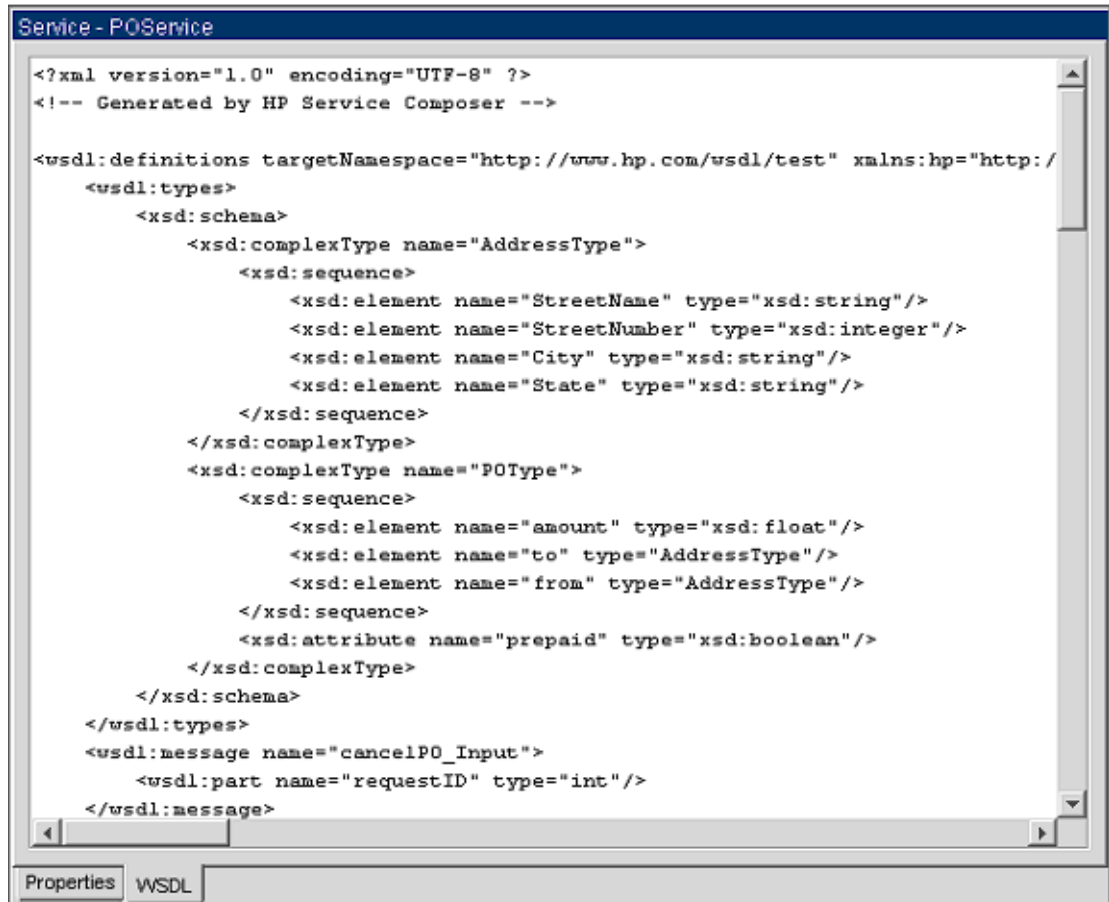 Service - POService
<?xml version="1.0" encoding="UTF-8" ?>
<!-- Generated by HP Service Composer -->
<wsdl:definitions targetNamespace="http://www.hp.com/wsdl/test" xmlns:hp="http:/
<wsdl:types>
<xsd:schema>
<xsd:complexType name="AddressType">
<xsd:sequence>
<xsd:element name="StreetName" type="xsd:string"/>
<xsd:element name="StreetNumber" type="xsd:integer"/>
<xsd:element name="City" type="xsd:string"/>
<xsd:element name="State" type="xsd:string"/>
</xsd:sequence>
</xsd:complexType>
<xsd:complexType name="POType">
<xsd:sequence>
<xsd:element name="amount" type="xsd:float"/>
<xsd:element name="to" type="AddressType"/>
<xsd:element name="from" type="AddressType"/>
</xsd:sequence>
<xsd:attribute name="prepaid" type="xsd:boolean"/>
</xsd:complexType>
</xsd:schema>
</wsdl:types>
<wsdl:message name="cancelPO_Input">
<wsdl:part name="requestID" type="int"/>
</wsdl:message>
Properties WSDL